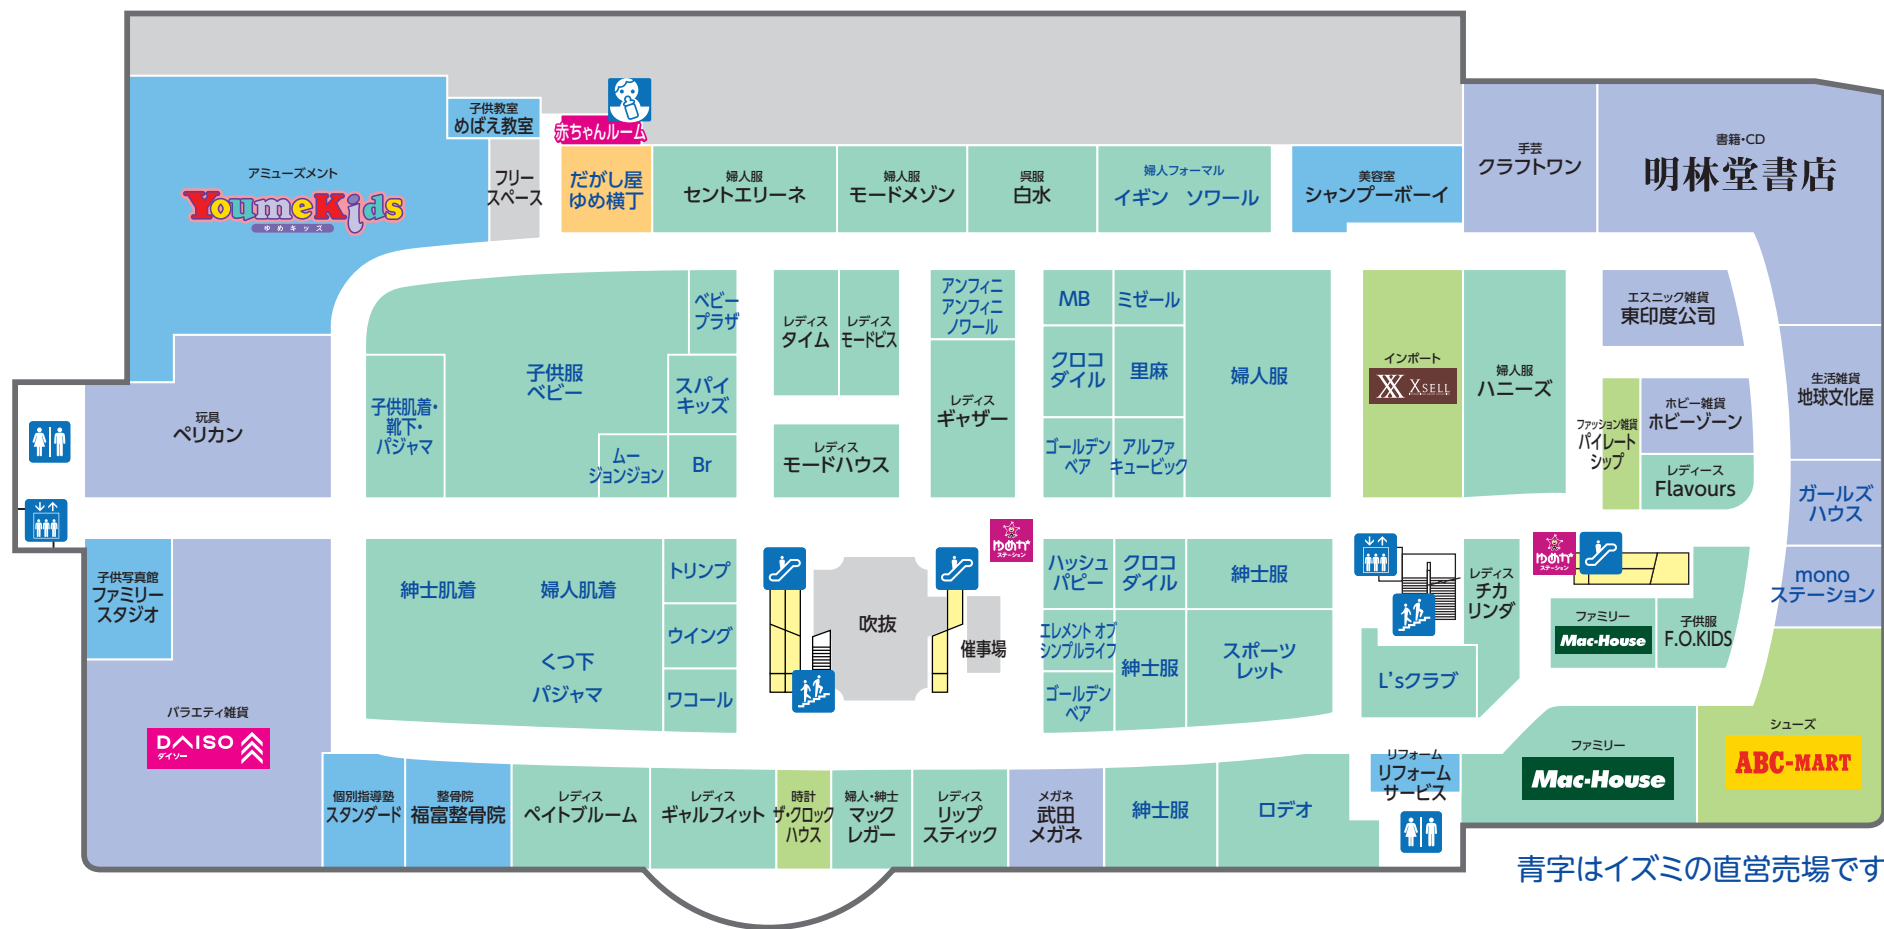 子供教室
めばえ教室
赤ちゃんルーム
アミューズメント
YoumeKids
ゆめキッズ
フリー
スペース
だがし屋
ゆめ横丁
婦人服
セントエリーネ
婦人服
モードメゾン
呉服
白水
婦人フォーマル
イギン ソワール
美容室
シャンプーボーイ
手芸
クラフトワン
書籍・CD
明林堂書店
ベビー
プラザ
子供服
ベビー
スパイ
キッズ
子供肌着・
靴下・
パジャマ
ムー
ジョンジョン
Br
レディス
タイム
レディス
モードビス
レディス
モードハウス
アンフィニ
アンフィニ
ノワール
レディス
ギャザー
MB
ミゼール
クロコ
ダイル
里麻
ゴールデン
ベア
アルファ
キュービック
婦人服
インポート
XSELL
婦人服
ハニーズ
エスニック雑貨
東印度公司
ファッション雑貨
パイレート
シップ
ホビー雑貨
ホビーゾーン
レディース
Flavours
生活雑貨
地球文化屋
ガールズ
ハウス
mono
ステーション
玩具
ペリカン
子供写真館
ファミリー
スタジオ
バラエティ雑貨
DAISO
ダイソー
紳士肌着
婦人肌着
くつ下
パジャマ
トリンプ
ウイング
ワコール
吹抜
催事場
ゆめか
ステーション
ハッシュ
パピー
クロコ
ダイル
紳士服
エレメント オブ
シンプルライフ
ゴールデン
ベア
紳士服
スポーツ
レット
レディス
チカ
リンダ
L'sクラブ
ゆめか
ステーション
ファミリー
Mac-House
子供服
F.O.KIDS
個別指導塾
スタンダード
整骨院
福富整骨院
レディス
ペイトブルーム
レディス
ギャルフィット
時計
ザ・クロック
ハウス
婦人・紳士
マック
レガー
レディス
リップ
スティック
メガネ
武田
メガネ
紳士服
ロデオ
リフォーム
リフォーム
サービス
ファミリー
Mac-House
シューズ
ABC-MART
青字はイズミの直営売場です